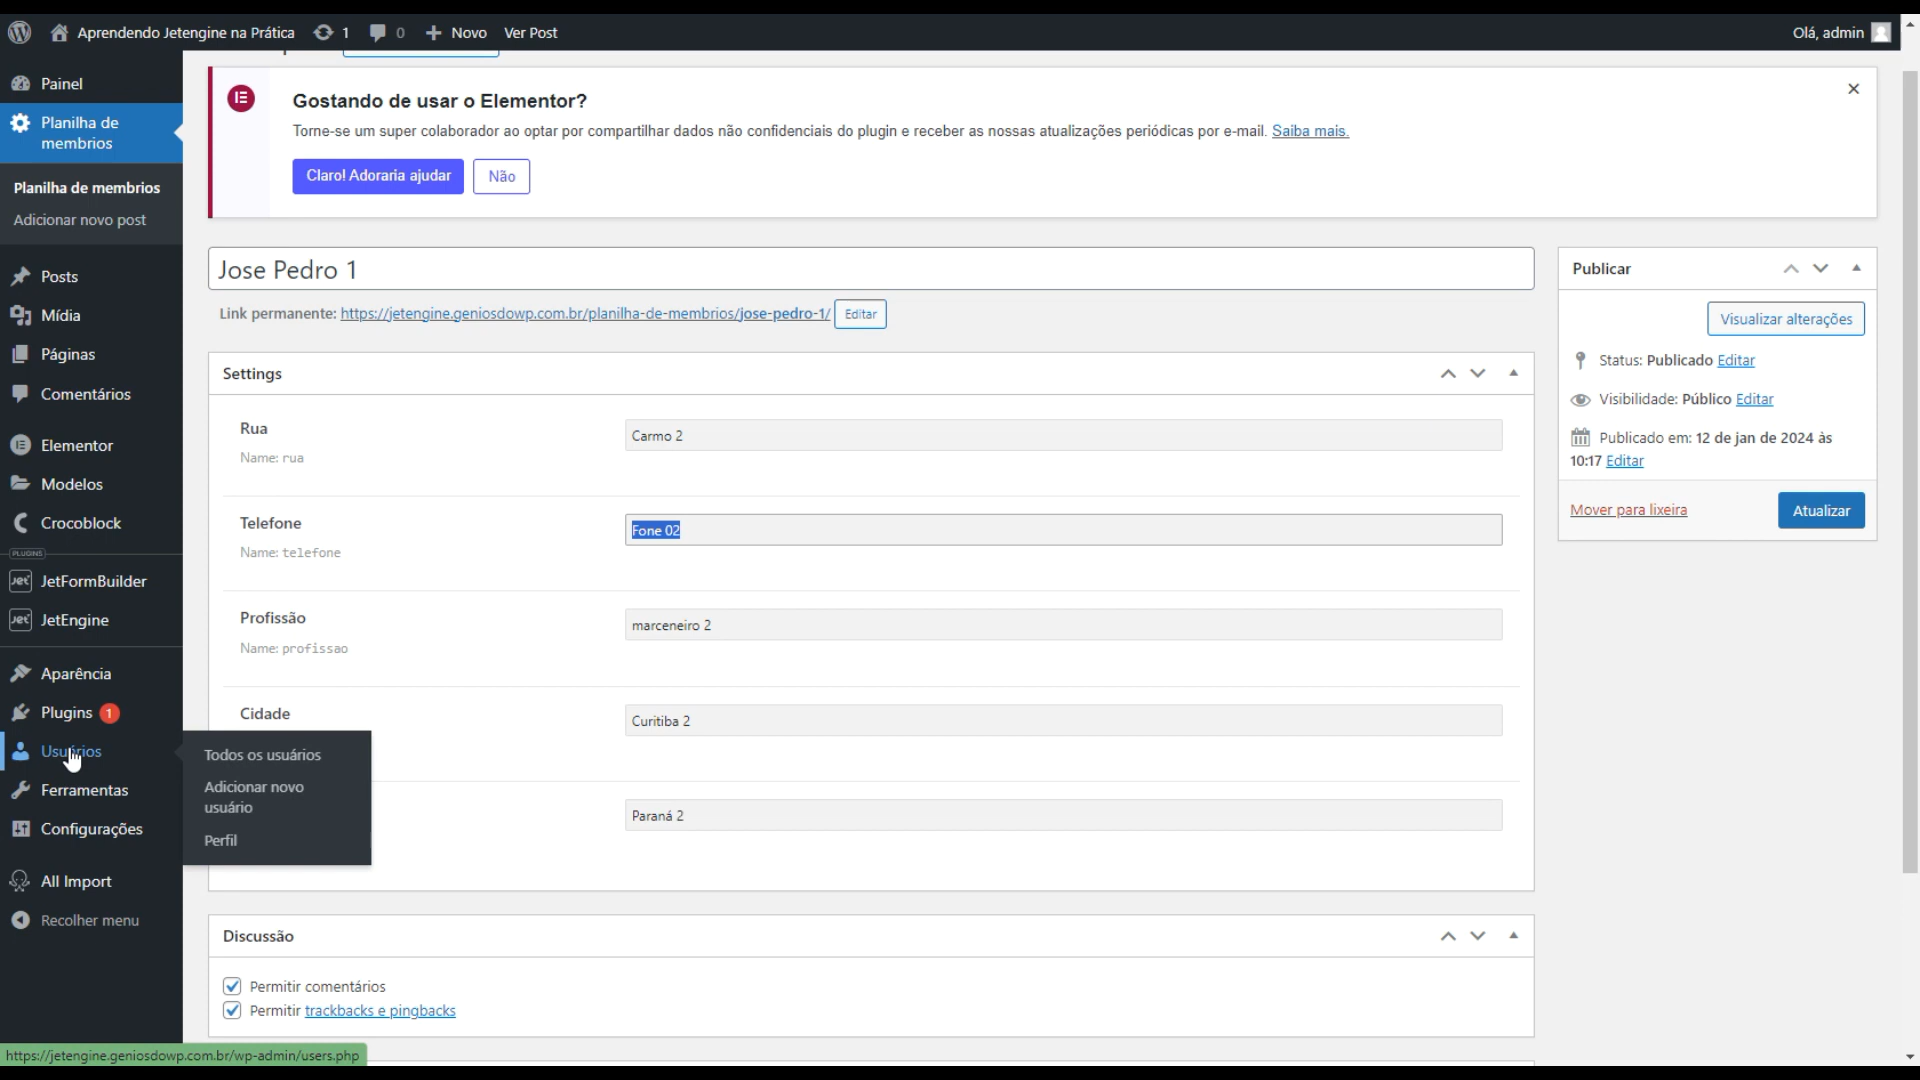 Aprendendo Jetengine na Prática 1 0 Novo Ver Post Olá, admin
Painel
Planilha de
membrios
Planilha de membrios
Adicionar novo post
Posts
Mídia
Páginas
Comentários
Elementor
Modelos
Crocoblock
PLUGINS
JetFormBuilder
JetEngine
Aparência
Plugins 1
Usuários
Ferramentas
Configurações
All Import
Recolher menu
Todos os usuários
Adicionar novo
usuário
Perfil
Gostando de usar o Elementor?
Torne-se um super colaborador ao optar por compartilhar dados não confidenciais do plugin e receber as nossas atualizações periódicas por e-mail. Saiba mais.
Claro! Adoraria ajudar Não
Jose Pedro 1
Link permanente: https://jetengine.geniosdowp.com.br/planilha-de-membrios/jose-pedro-1/ Editar
Settings
Rua
Name: rua
Carmo 2
Telefone
Name: telefone
Fone 02
Profissão
Name: profissao
marceneiro 2
Cidade
Curitiba 2
Paraná 2
Discussão
Permitir comentários
Permitir trackbacks e pingbacks
Publicar
Visualizar alterações
Status: Publicado Editar
Visibilidade: Público Editar
Publicado em: 12 de jan de 2024 às
10:17 Editar
Mover para lixeira Atualizar
https://jetengine.geniosdowp.com.br/wp-admin/users.php